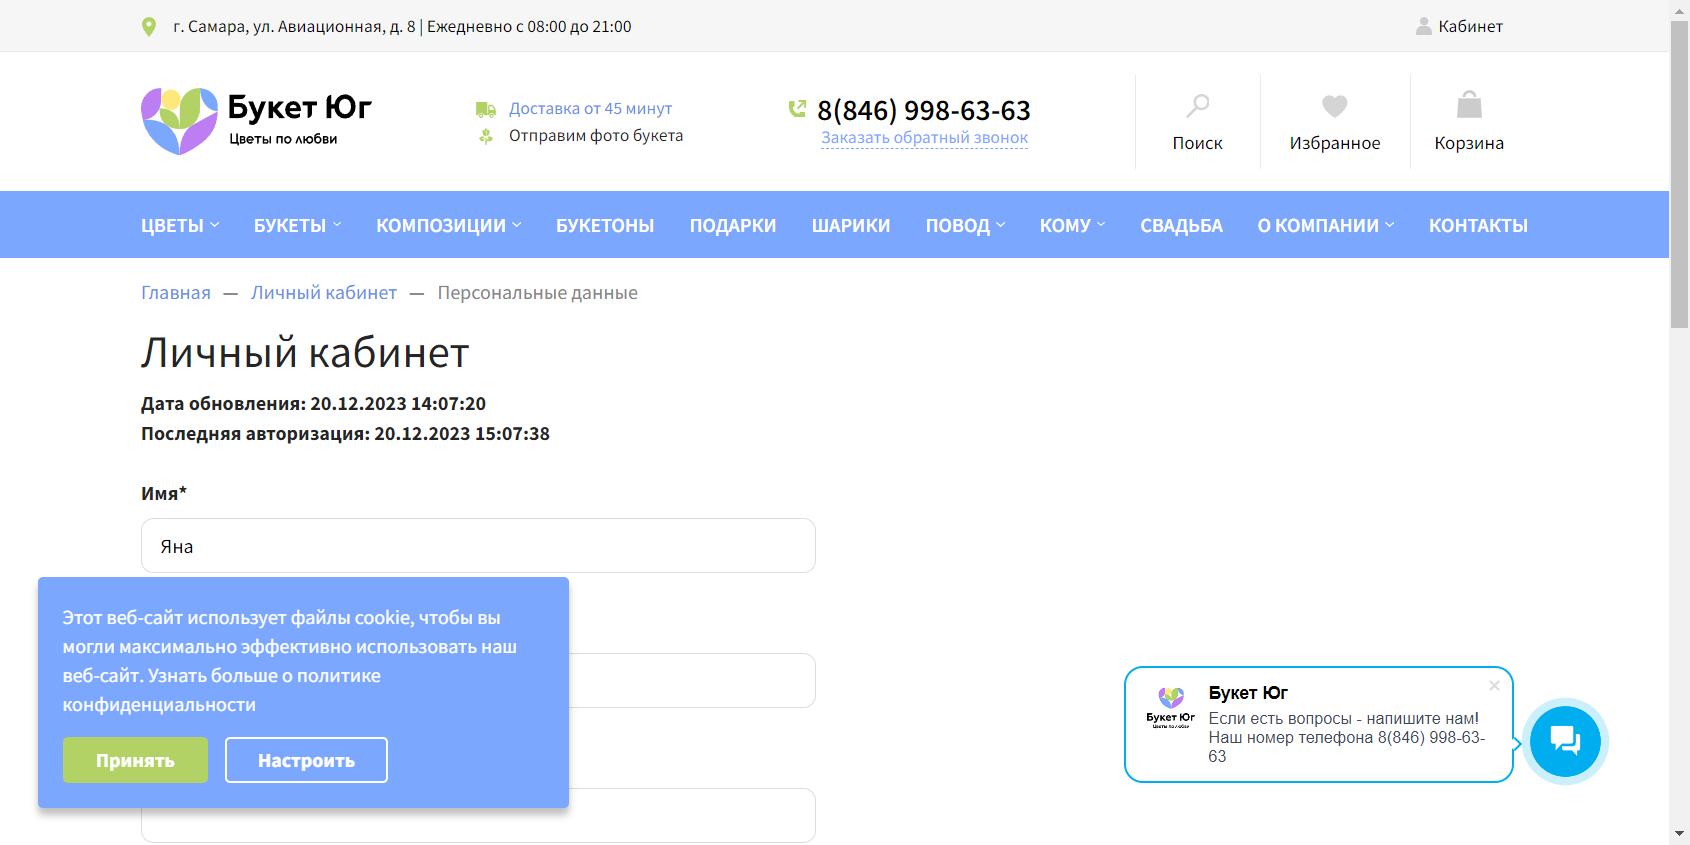 г. Самара, ул. Авиационная, д. 8 | Ежедневно с 08:00 до 21:00
Кабинет
Букет Юг
Цветы по любви
Доставка от 45 минут
Отправим фото букета
8(846) 998-63-63
Заказать обратный звонок
Поиск
Избранное
Корзина
ЦВЕТЫ БУКЕТЫ КОМПОЗИЦИИ БУКЕТОНЫ ПОДАРКИ ШАРИКИ ПОВОД КОМУ СВАДЬБА О КОМПАНИИ КОНТАКТЫ
Главная — Личный кабинет — Персональные данные
Личный кабинет
Дата обновления: 20.12.2023 14:07:20
Последняя авторизация: 20.12.2023 15:07:38
Имя*
Яна
Этот веб-сайт использует файлы cookie, чтобы вы
могли максимально эффективно использовать наш
веб-сайт. Узнать больше о политике
конфиденциальности
Принять
Настроить
Букет Юг
Цветы по любви
Букет Юг
Если есть вопросы - напишите нам!
Наш номер телефона 8(846) 998-63-
63